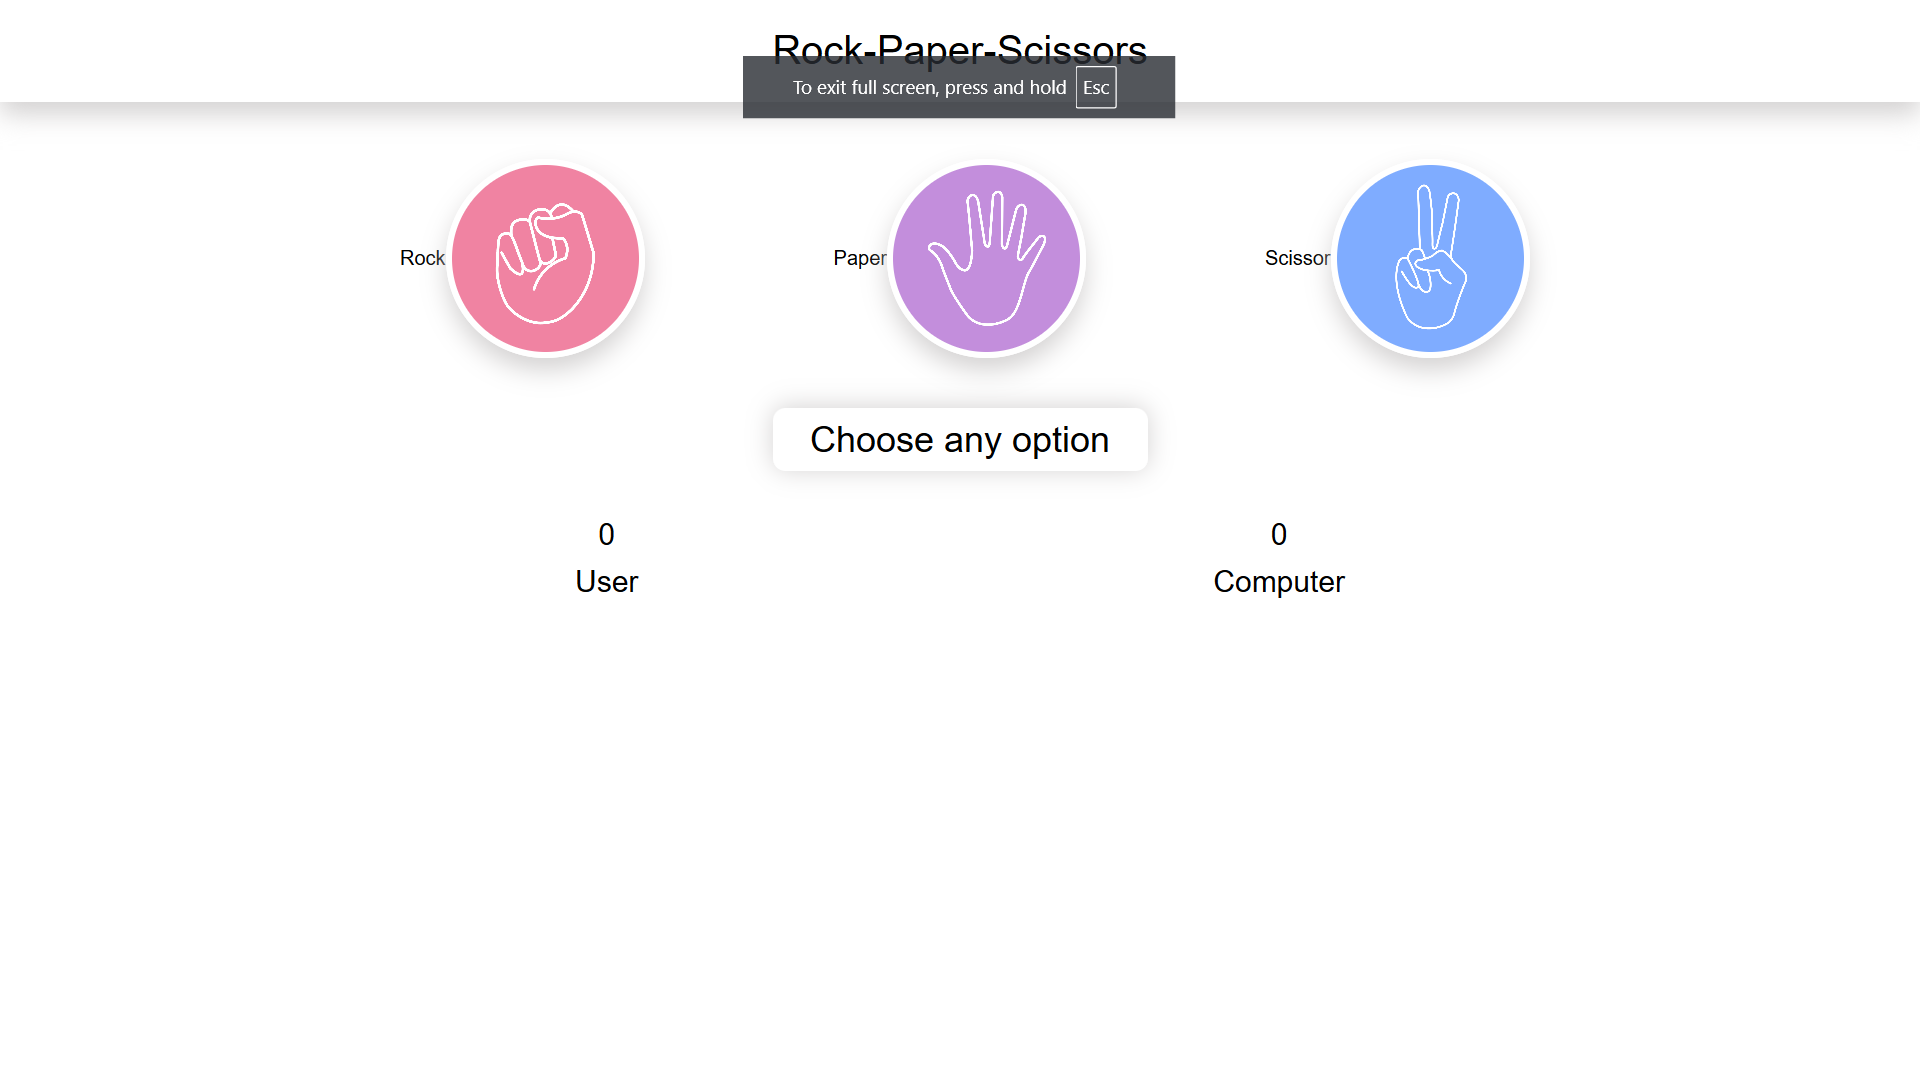 Rock-Paper-Scissors
To exit full screen, press and hold Esc
Rock
Paper
Scissor
Choose any option
0
0
User
Computer